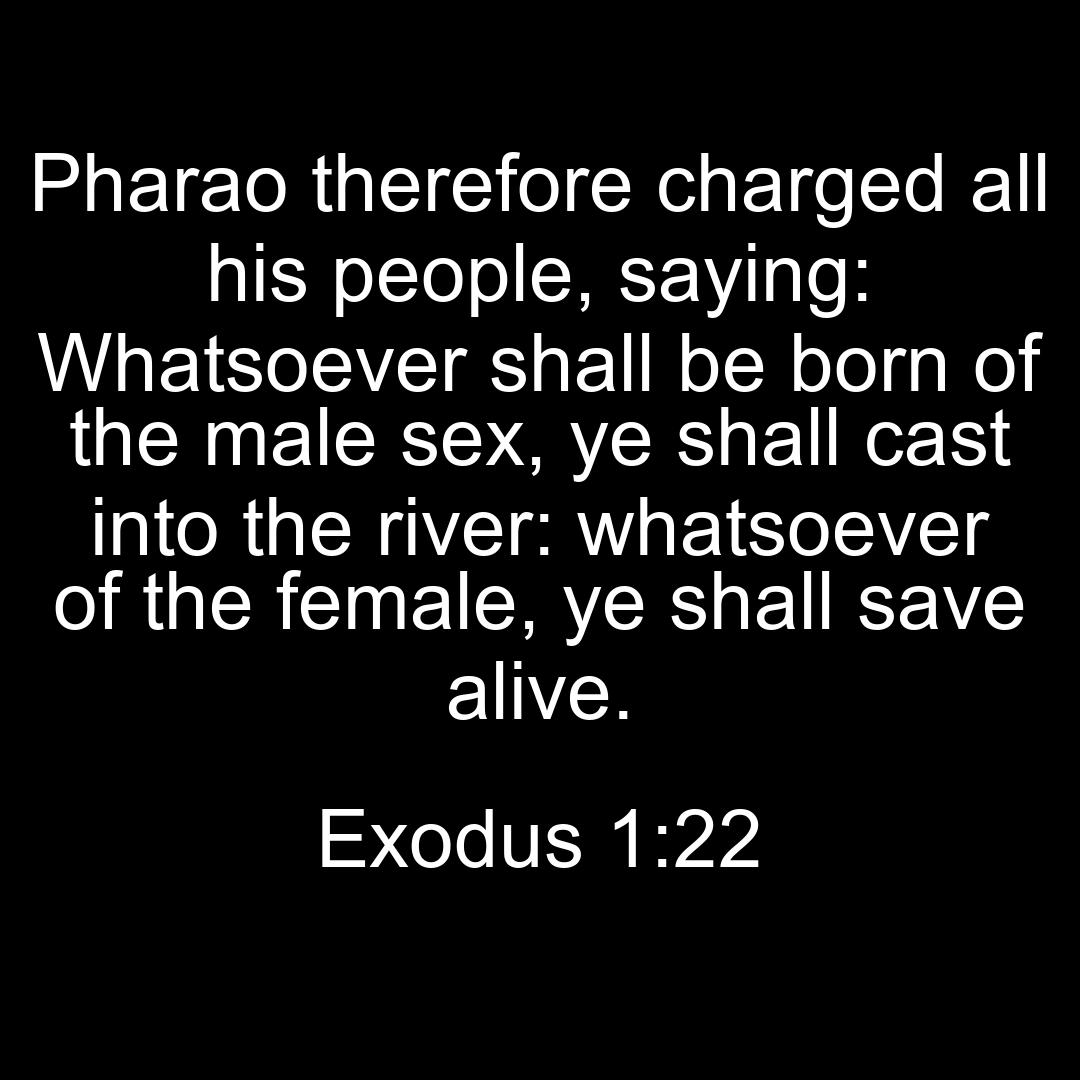 Pharao therefore charged all
his people, saying:
Whatsoever shall be born of
the male sex, ye shall cast
into the river: whatsoever
of the female, ye shall save
alive.
Exodus 1:22